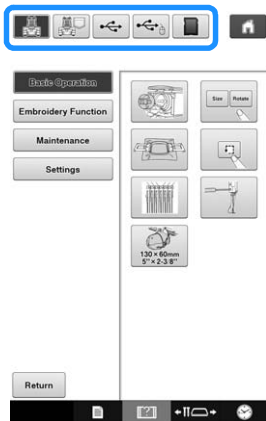 Basic Operation
Embroidery Function
Maintenance
Settings
Size Rotate
130 × 60mm
5" × 2-3 8"
Return
[?]